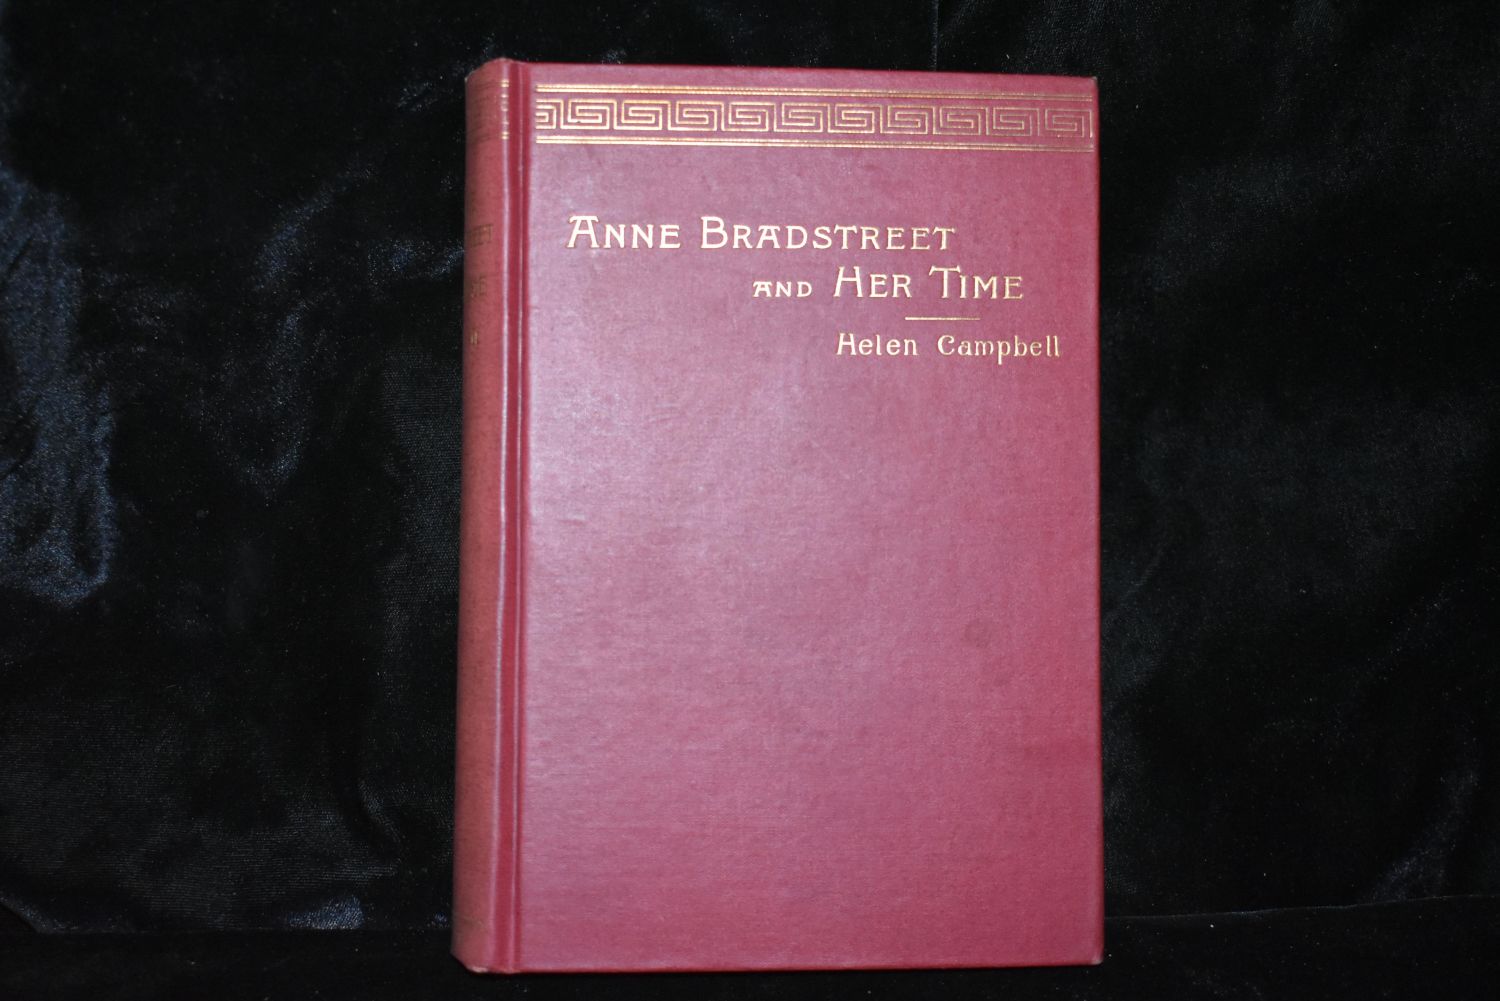 Anne Bradstreet
and Her Time
Helen Campbell